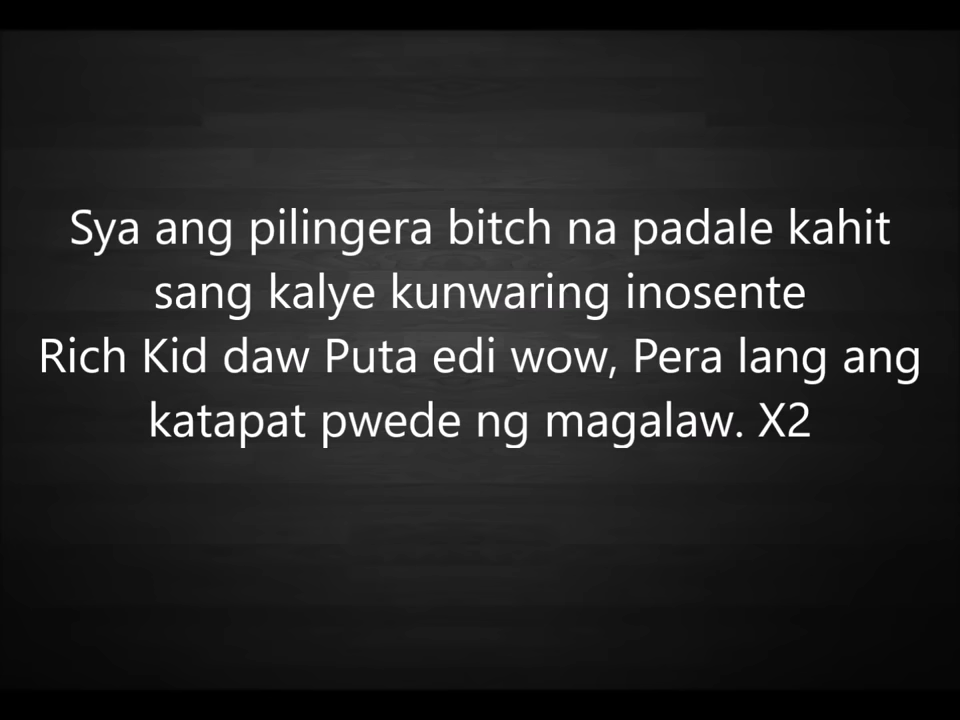 Sya ang pilingera bitch na padale kahit
sang kalye kunwaring inosente
Rich Kid daw Puta edi wow, Pera lang ang
katapat pwede ng magalaw. X2